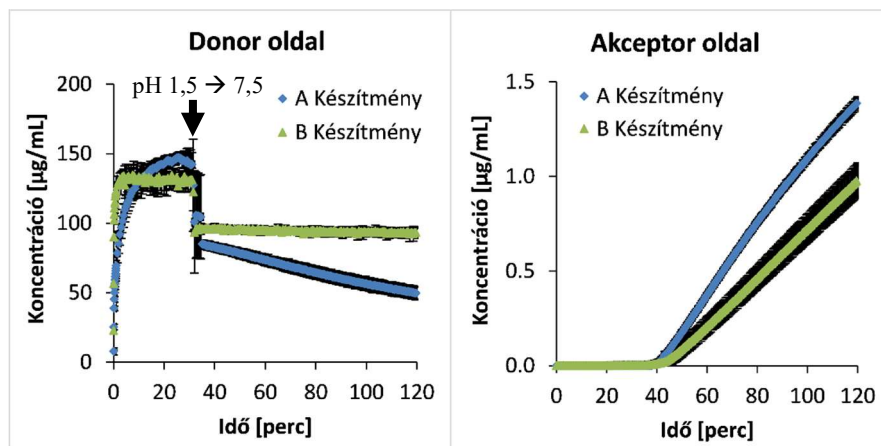 Donor oldal
200
150
100
50
0
Koncentráció [µg/mL]
pH 1,5 → 7,5
A Készítmény
B Készítmény
0 20 40 60 80 100 120
Idő [perc]
Akceptor oldal
1.5
1.0
0.5
0.0
Koncentráció [µg/mL]
A Készítmény
B Készítmény
0 20 40 60 80 100 120
Idő [perc]